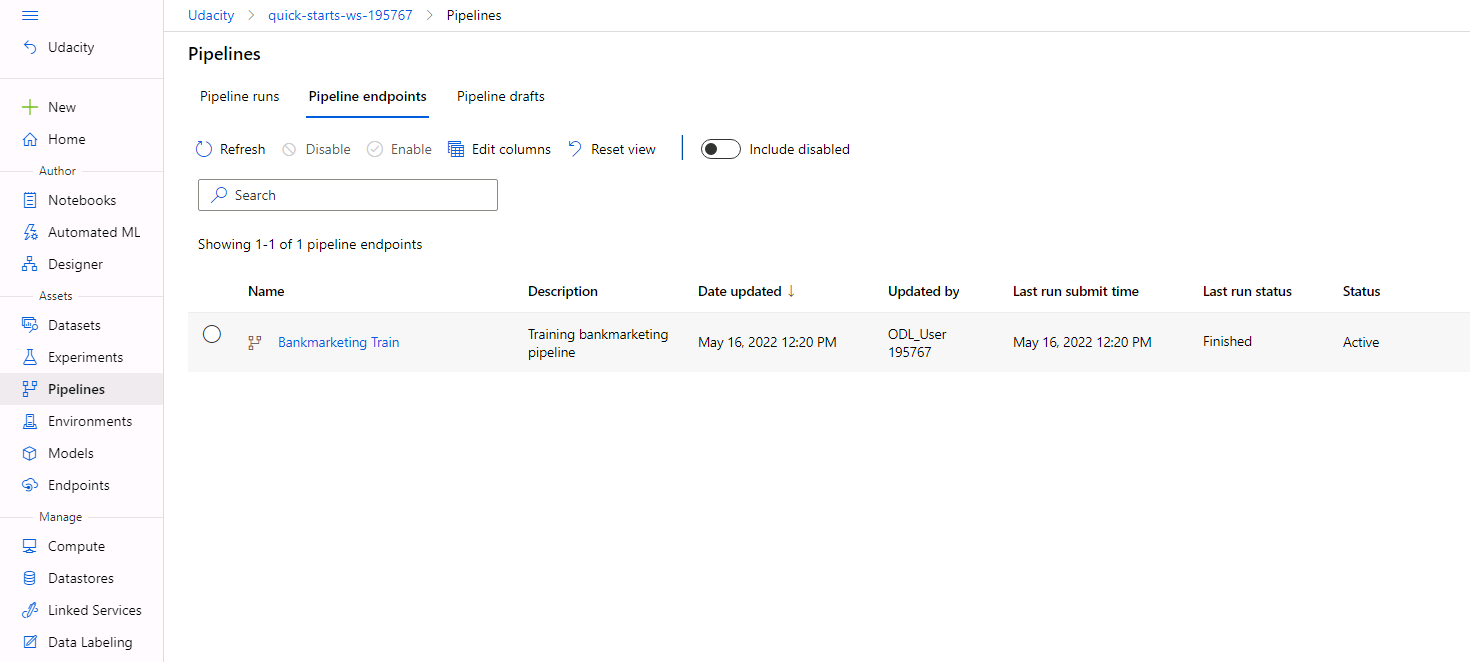 Udacity
New
Home
Author
Notebooks
Automated ML
Designer
Assets
Datasets
Experiments
Pipelines
Environments
Models
Endpoints
Manage
Compute
Datastores
Linked Services
Data Labeling
Udacity > quick-starts-ws-195767 > Pipelines
Pipelines
Pipeline runs Pipeline endpoints Pipeline drafts
Refresh Disable Enable Edit columns Reset view Include disabled
Search
Showing 1-1 of 1 pipeline endpoints
Name Description Date updated ↓ Updated by Last run submit time Last run status Status
Bankmarketing Train Training bankmarketing May 16, 2022 12:20 PM ODL_User May 16, 2022 12:20 PM Finished Active
pipeline 195767